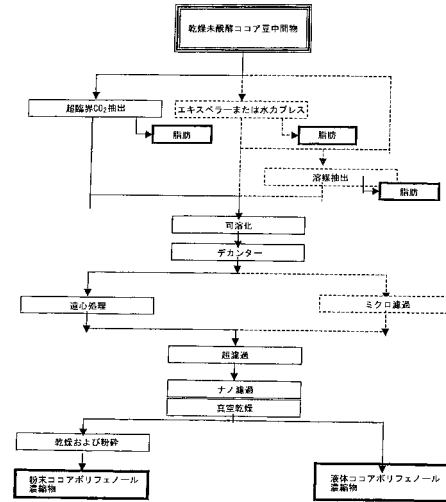 乾燥未醗酵ココア豆中間物
超臨界CO₂抽出
エキスペラーまたは水力プレス
脂肪
脂肪
溶媒抽出
脂肪
可溶化
デカンター
遠心処理
ミクロ濾過
超濾過
ナノ濾過
真空乾燥
乾燥および粉砕
粉末ココアポリフェノール
濃縮物
液体ココアポリフェノール
濃縮物